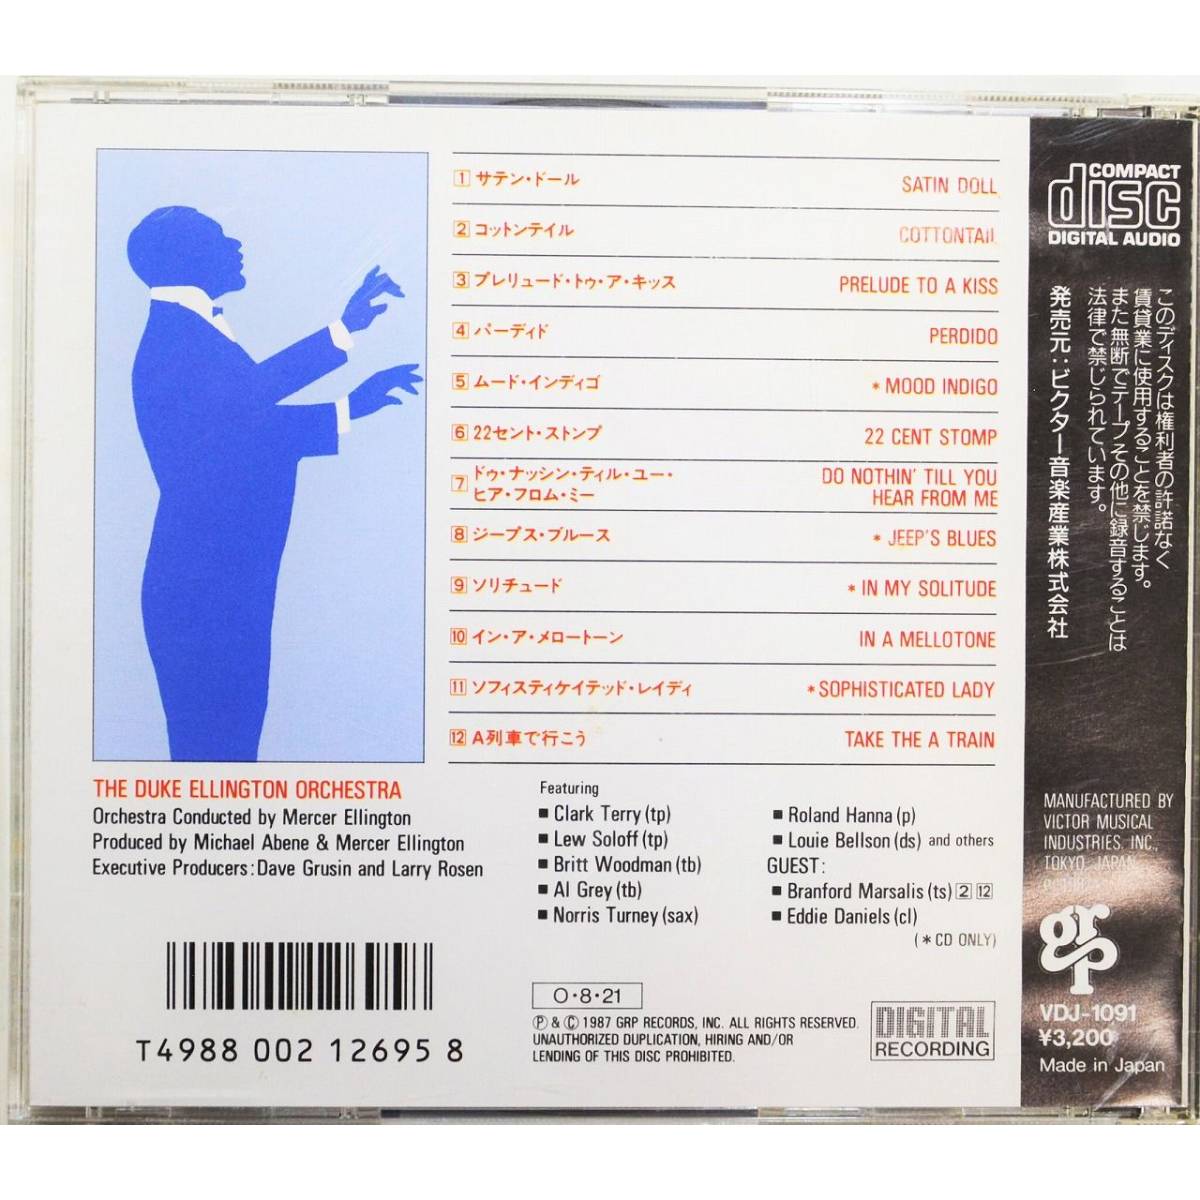 1 サテン・ドール SATIN DOLL
2 コットンテイル COTTONTAIL
3 プレリュード・トゥ・ア・キッス PRELUDE TO A KISS
4 パーディド PERDIDO
5 ムード・インディゴ * MOOD INDIGO
6 22セント・ストンプ 22 CENT STOMP
7 ドゥ・ナッシン・ティル・ユー・ DO NOTHIN' TILL YOU
ヒア・フロム・ミー HEAR FROM ME
8 ジープス・ブルース * JEEP'S BLUES
9 ソリチュード * IN MY SOLITUDE
10 イン・ア・メロートーン IN A MELLOTONE
11 ソフィスティケイテッド・レイディ *SOPHISTICATED LADY
12 A列車で行こう TAKE THE A TRAIN
THE DUKE ELLINGTON ORCHESTRA
Orchestra Conducted by Mercer Ellington
Produced by Michael Abene & Mercer Ellington
Executive Producers:Dave Grusin and Larry Rosen
Featuring
■ Clark Terry (tp)
■ Lew Soloff (tp)
■ Britt Woodman (tb)
■ Al Grey (tb)
■ Norris Turney (sax)
■ Roland Hanna (p)
■ Louie Bellson (ds) and others
GUEST:
■ Branford Marsalis (ts) 2 12
■ Eddie Daniels (cl)
(* CD ONLY)
T4988 002 12695 8
O・8・21
Ⓟ & © 1987 GRP RECORDS, INC. ALL RIGHTS RESERVED.
UNAUTHORIZED DUPLICATION, HIRING AND/OR
LENDING OF THIS DISC PROHIBITED.
DIGITAL
RECORDING
COMPACT
disc
DIGITAL AUDIO
このディスクは権利者の許諾なく
賃貸業に使用することを禁じます。
また無断でテープその他に録音することは
法律で禁じられています。
発売元:ビクター音楽産業株式会社
MANUFACTURED BY
VICTOR MUSICAL
INDUSTRIES, INC.,
TOKYO, JAPAN
grp
VDJ-1091
¥3,200
Made in Japan